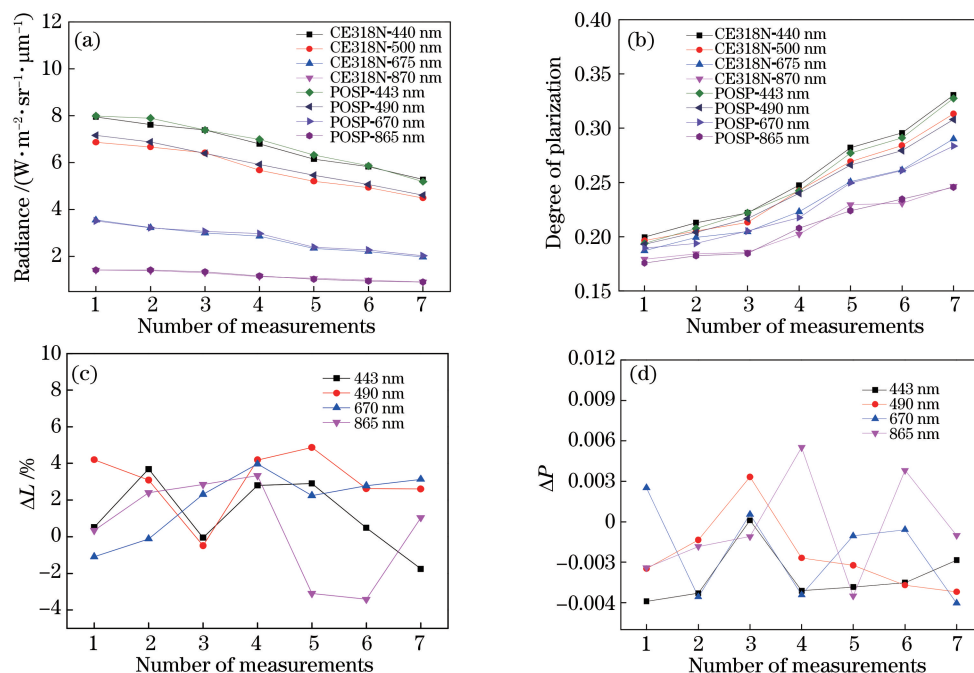 (a)
CE318N-440 nm
CE318N-500 nm
CE318N-675 nm
CE318N-870 nm
POSP-443 nm
POSP-490 nm
POSP-670 nm
POSP-865 nm
Radiance /(W·m⁻²·sr⁻¹·μm⁻¹)
12
10
8
6
4
2
1 2 3 4 5 6 7
Number of measurements
(b)
CE318N-440 nm
CE318N-500 nm
CE318N-675 nm
CE318N-870 nm
POSP-443 nm
POSP-490 nm
POSP-670 nm
POSP-865 nm
Degree of plarization
0.40
0.35
0.30
0.25
0.20
0.15
1 2 3 4 5 6 7
Number of measurements
(c)
443 nm
490 nm
670 nm
865 nm
ΔL /%
10
8
6
4
2
0
−2
−4
1 2 3 4 5 6 7
Number of measurements
(d)
443 nm
490 nm
670 nm
865 nm
ΔP
0.012
0.009
0.006
0.003
0
−0.003
−0.004
1 2 3 4 5 6 7
Number of measurements